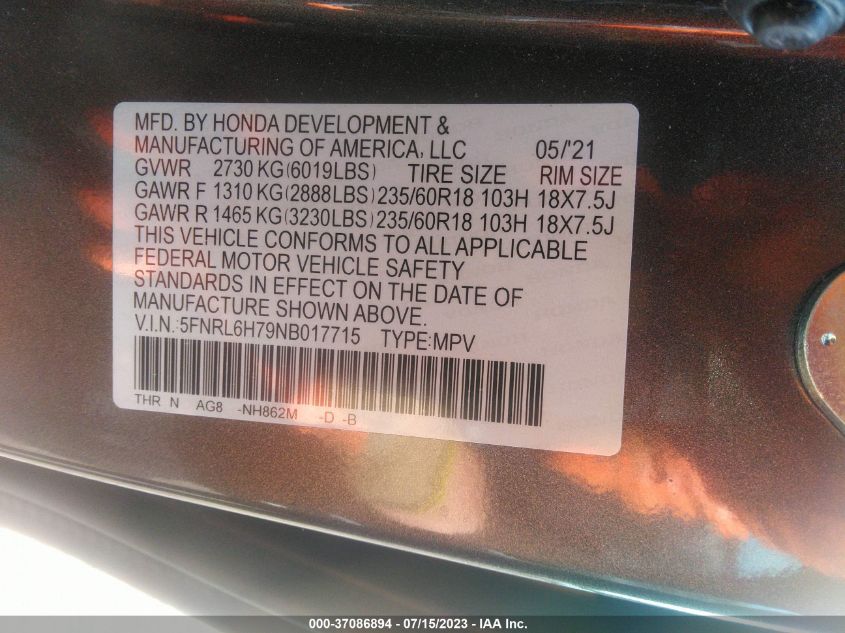 MFD. BY HONDA DEVELOPMENT &
MANUFACTURING OF AMERICA, LLC 05/'21
GVWR 2730 KG(6019LBS) TIRE SIZE RIM SIZE
GAWR F 1310 KG(2888LBS) 235/60R18 103H 18X7.5J
GAWR R 1465 KG(3230LBS) 235/60R18 103H 18X7.5J
THIS VEHICLE CONFORMS TO ALL APPLICABLE
FEDERAL MOTOR VEHICLE SAFETY
STANDARDS IN EFFECT ON THE DATE OF
MANUFACTURE SHOWN ABOVE.
V.I.N.:5FNRL6H79NB017715 TYPE:MPV
THR N AG8 -NH862M -D -B
000-37086894 - 07/15/2023 - IAA Inc.